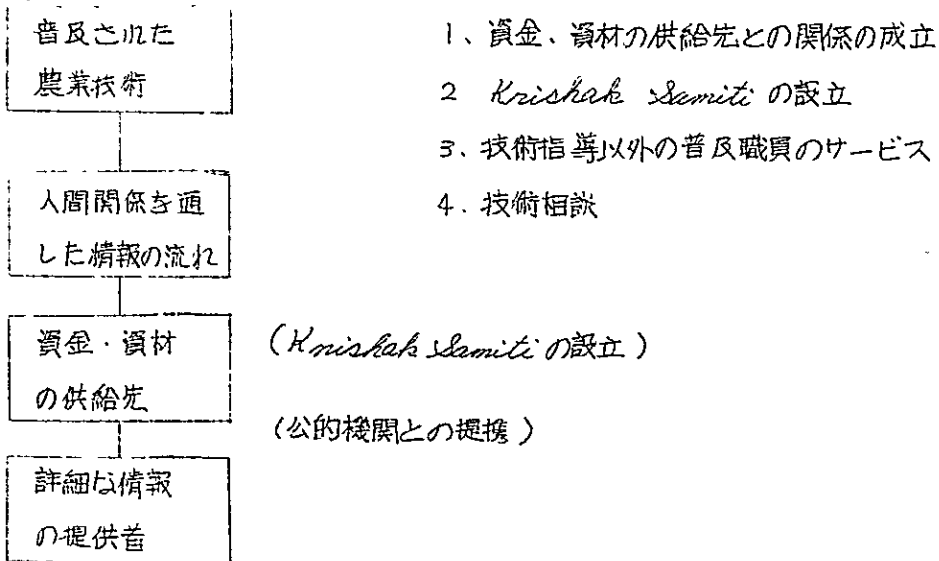 普及された
農業技術
人間関係を通
した情報の流れ
資金・資材
の供給先
詳細な情報
の提供者
1、資金、資材の供給先との関係の成立
2 Krishak Samiti の設立
3、技術指導以外の普及職員のサービス
4、技術相談
(Krishak Samiti の設立)
(公的機関との提携)